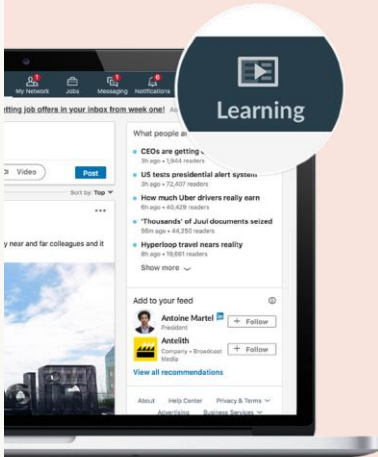 Learning
My Network Jobs Messaging Notifications
etting job offers in your inbox from week one!
What people a
CEOs are getting
3h ago • 1,944 readers
US tests presidential alert system
3h ago • 72,407 readers
How much Uber drivers really earn
6h ago • 40,429 readers
'Thousands' of Juul documents seized
55m ago • 44,250 readers
Hyperloop travel nears reality
8h ago • 19,661 readers
Show more
Video
Post
Sort by: Top
y near and far colleagues and it
Add to your feed
Antoine Martel
President
+ Follow
Antelith
Company • Broadcast
Media
+ Follow
View all recommendations
About Help Center Privacy & Terms
Advertising Business Services